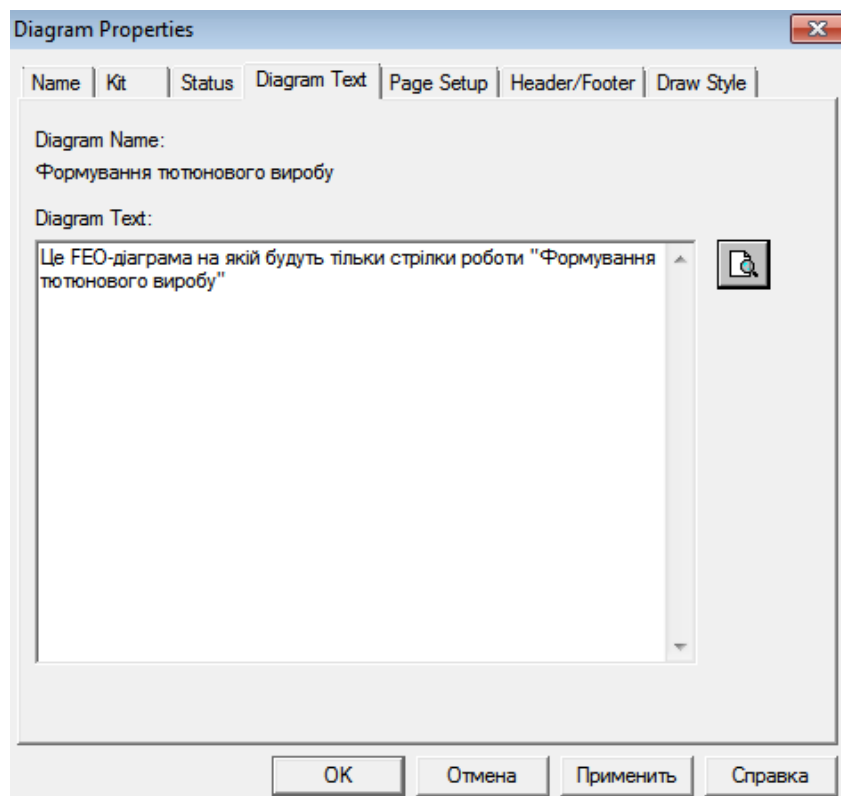 Diagram Properties
Name Kit Status Diagram Text Page Setup Header/Footer Draw Style
Diagram Name:
Формування тютюнового виробу
Diagram Text:
Це FEO-діаграма на якій будуть тільки стрілки роботи "Формування
тютюнового виробу"
OK Отмена Применить Справка